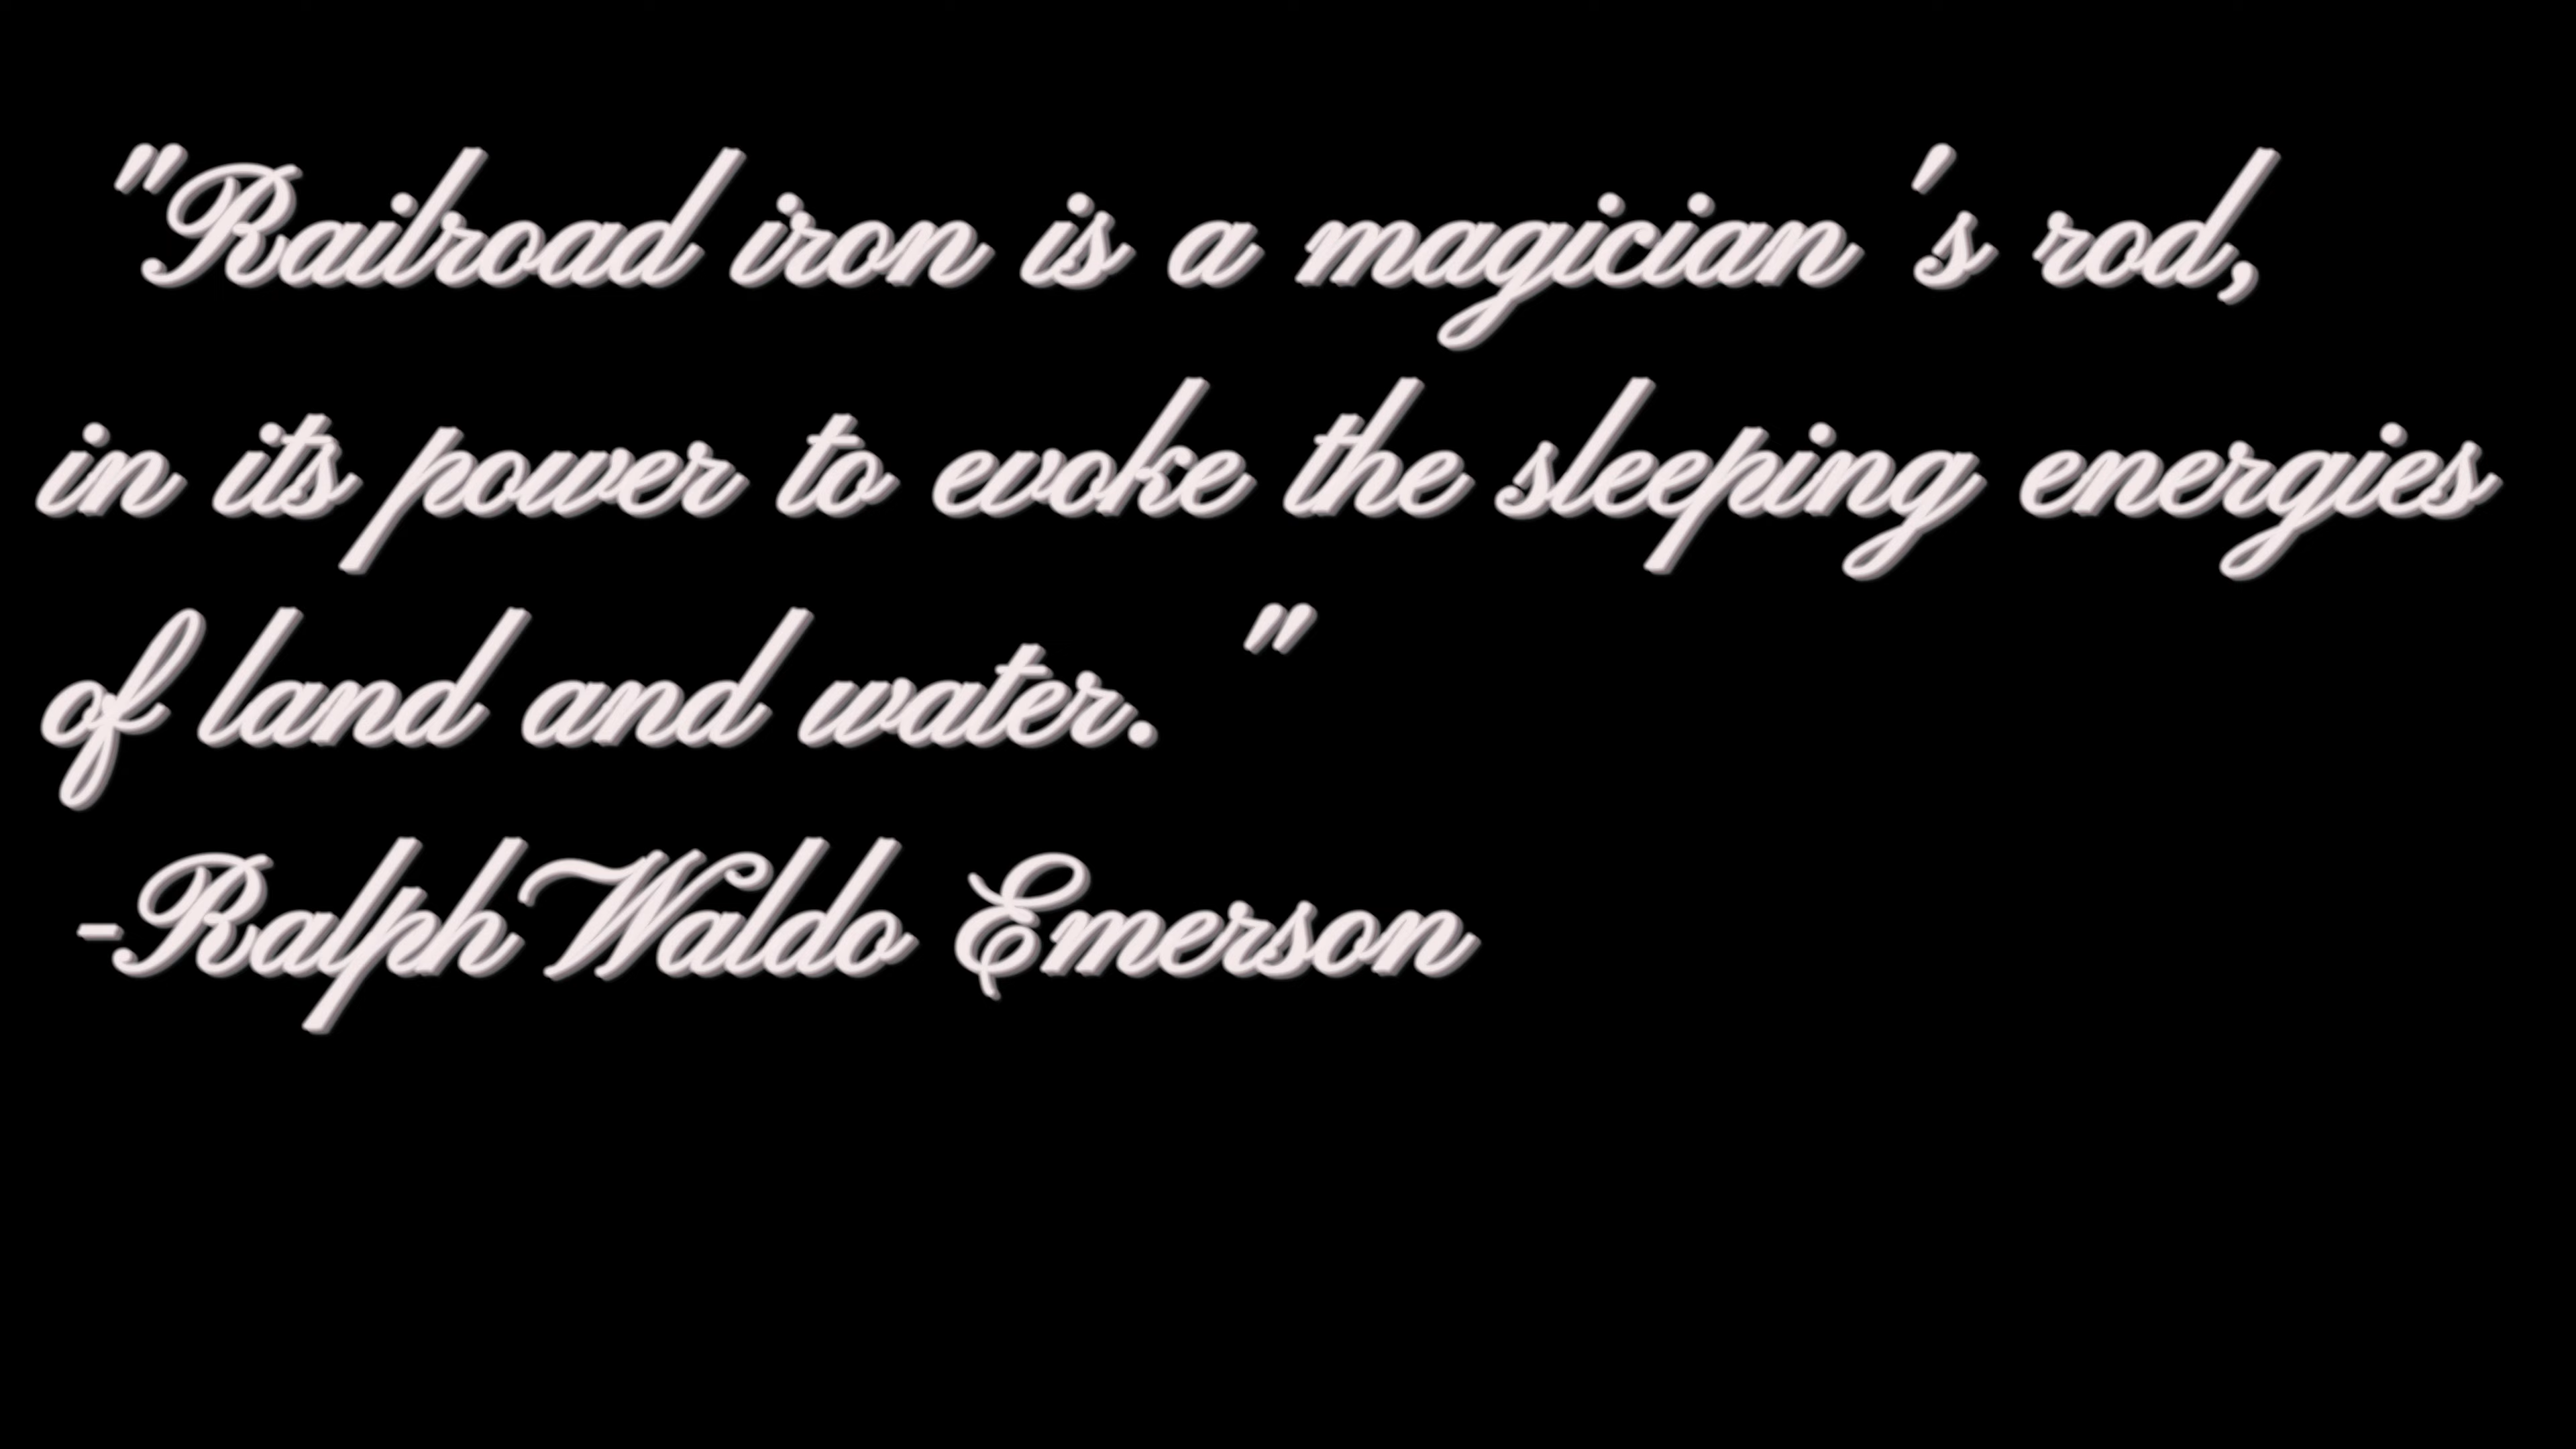 "Railroad iron is a magician's rod,
in its power to evoke the sleeping energies
of land and water. "
-Ralph Waldo Emerson